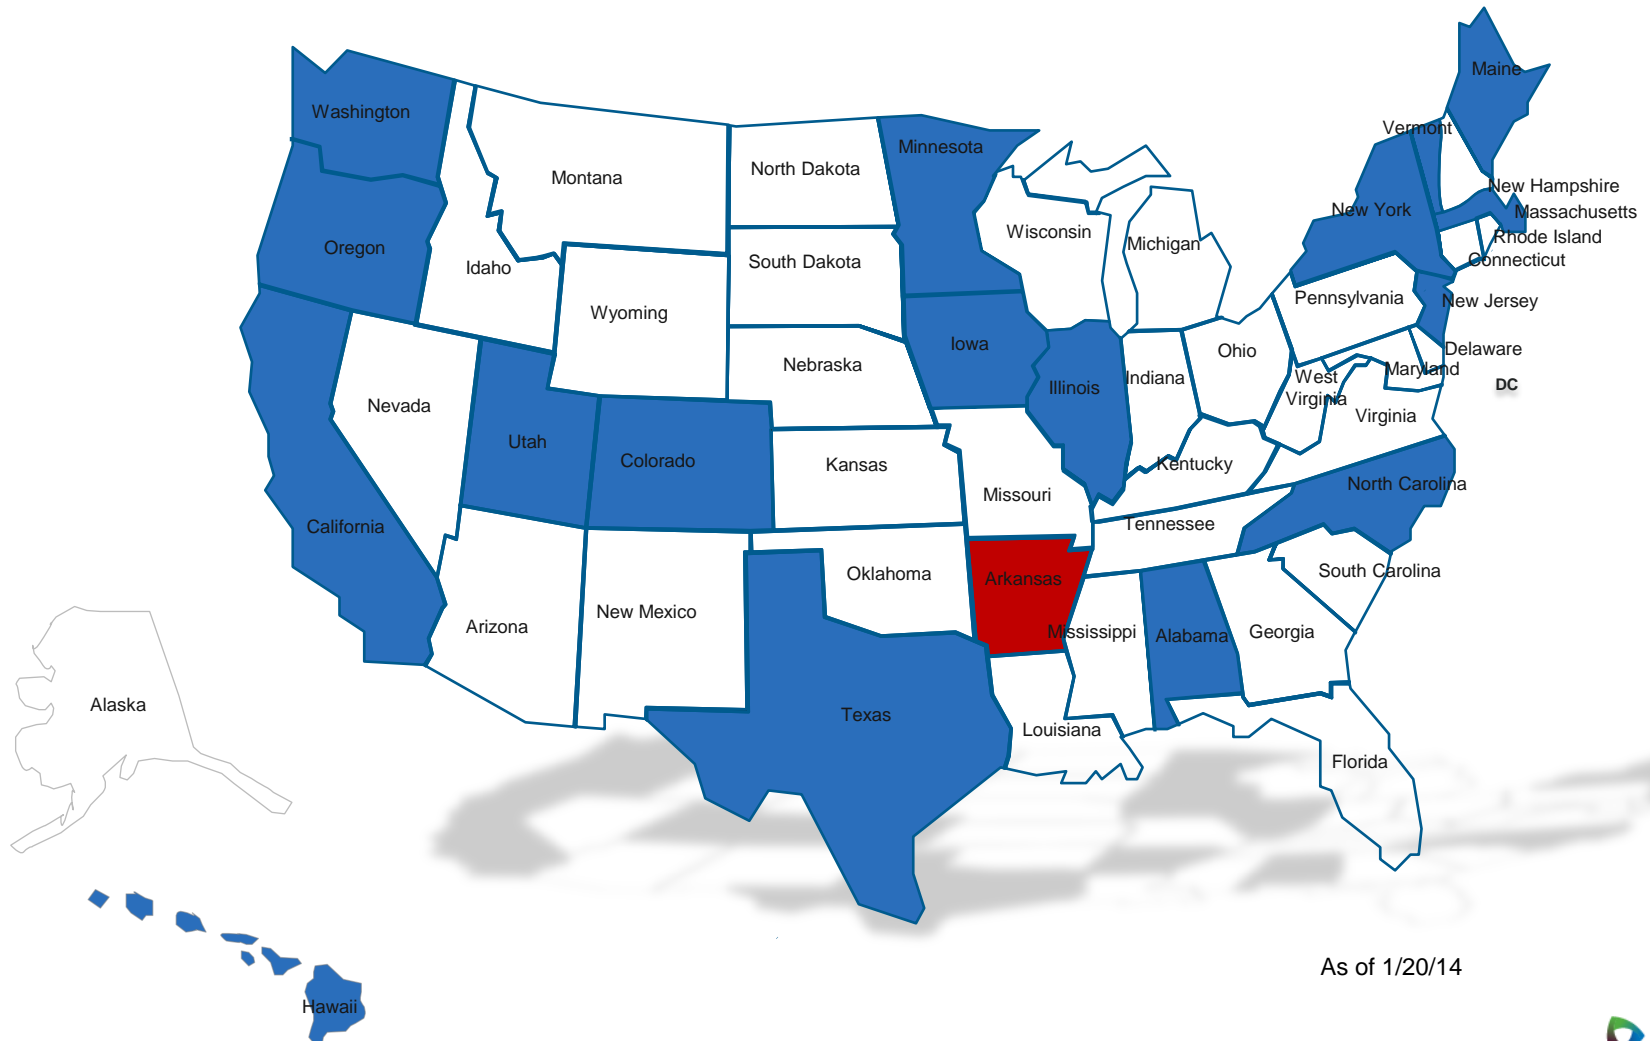 Maine
Washington
Vermont
Minnesota
North Dakota
Montana
New Hampshire
New York
Massachusetts
Wisconsin
Rhode Island
Michigan
Oregon
Connecticut
South Dakota
Idaho
Pennsylvania
New Jersey
Wyoming
Iowa
Delaware
Ohio
Nebraska
Maryland
Indiana
West
Virginia
DC
Illinois
Nevada
Virginia
Utah
Colorado
Kansas
Kentucky
North Carolina
Missouri
California
Tennessee
South Carolina
Oklahoma
Arkansas
New Mexico
Arizona
Mississippi
Alabama
Georgia
Alaska
Texas
Louisiana
Florida
As of 1/20/14
Hawaii